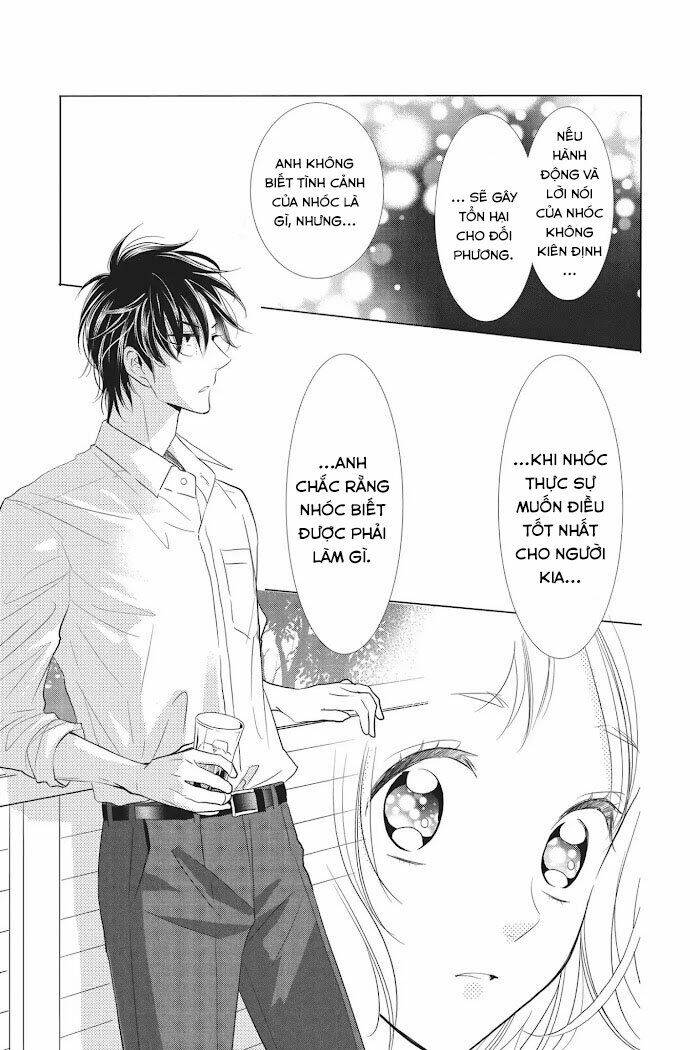 NẾU
HÀNH
ĐỘNG VÀ
LỜI NÓI
CỦA NHÓC
KHÔNG
KIÊN ĐỊNH
...
... SẼ GÂY
TỔN HẠI
CHO ĐỐI
PHƯƠNG.
ANH KHÔNG
BIẾT TÌNH CẢNH
CỦA NHÓC LÀ
GÌ, NHƯNG...
...KHI NHÓC
THỰC SỰ
MUỐN ĐIỀU
TỐT NHẤT
CHO NGƯỜI
KIA...
...ANH
CHẮC RẰNG
NHÓC BIẾT
ĐƯỢC PHẢI
LÀM GÌ.